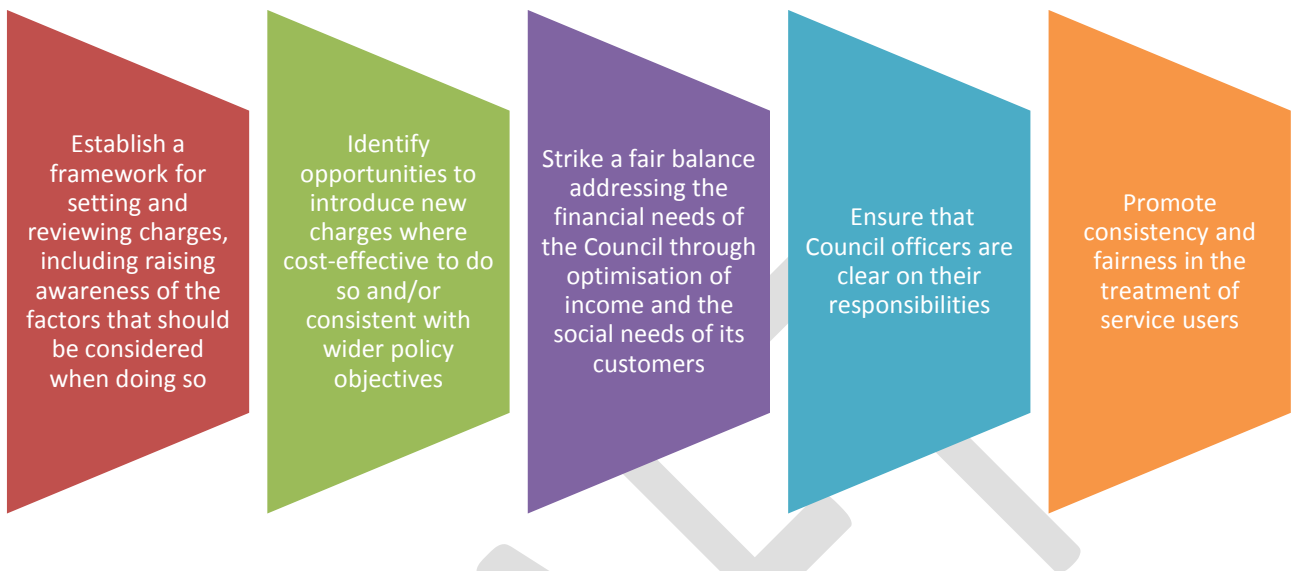 Establish a
framework for
setting and
reviewing charges,
including raising
awareness of the
factors that should
be considered
when doing so
Identify
opportunities to
introduce new
charges where
cost-effective to do
so and/or
consistent with
wider policy
objectives
Strike a fair balance
addressing the
financial needs of
the Council through
optimisation of
income and the
social needs of its
customers
Ensure that
Council officers are
clear on their
responsibilities
Promote
consistency and
fairness in the
treatment of
service users